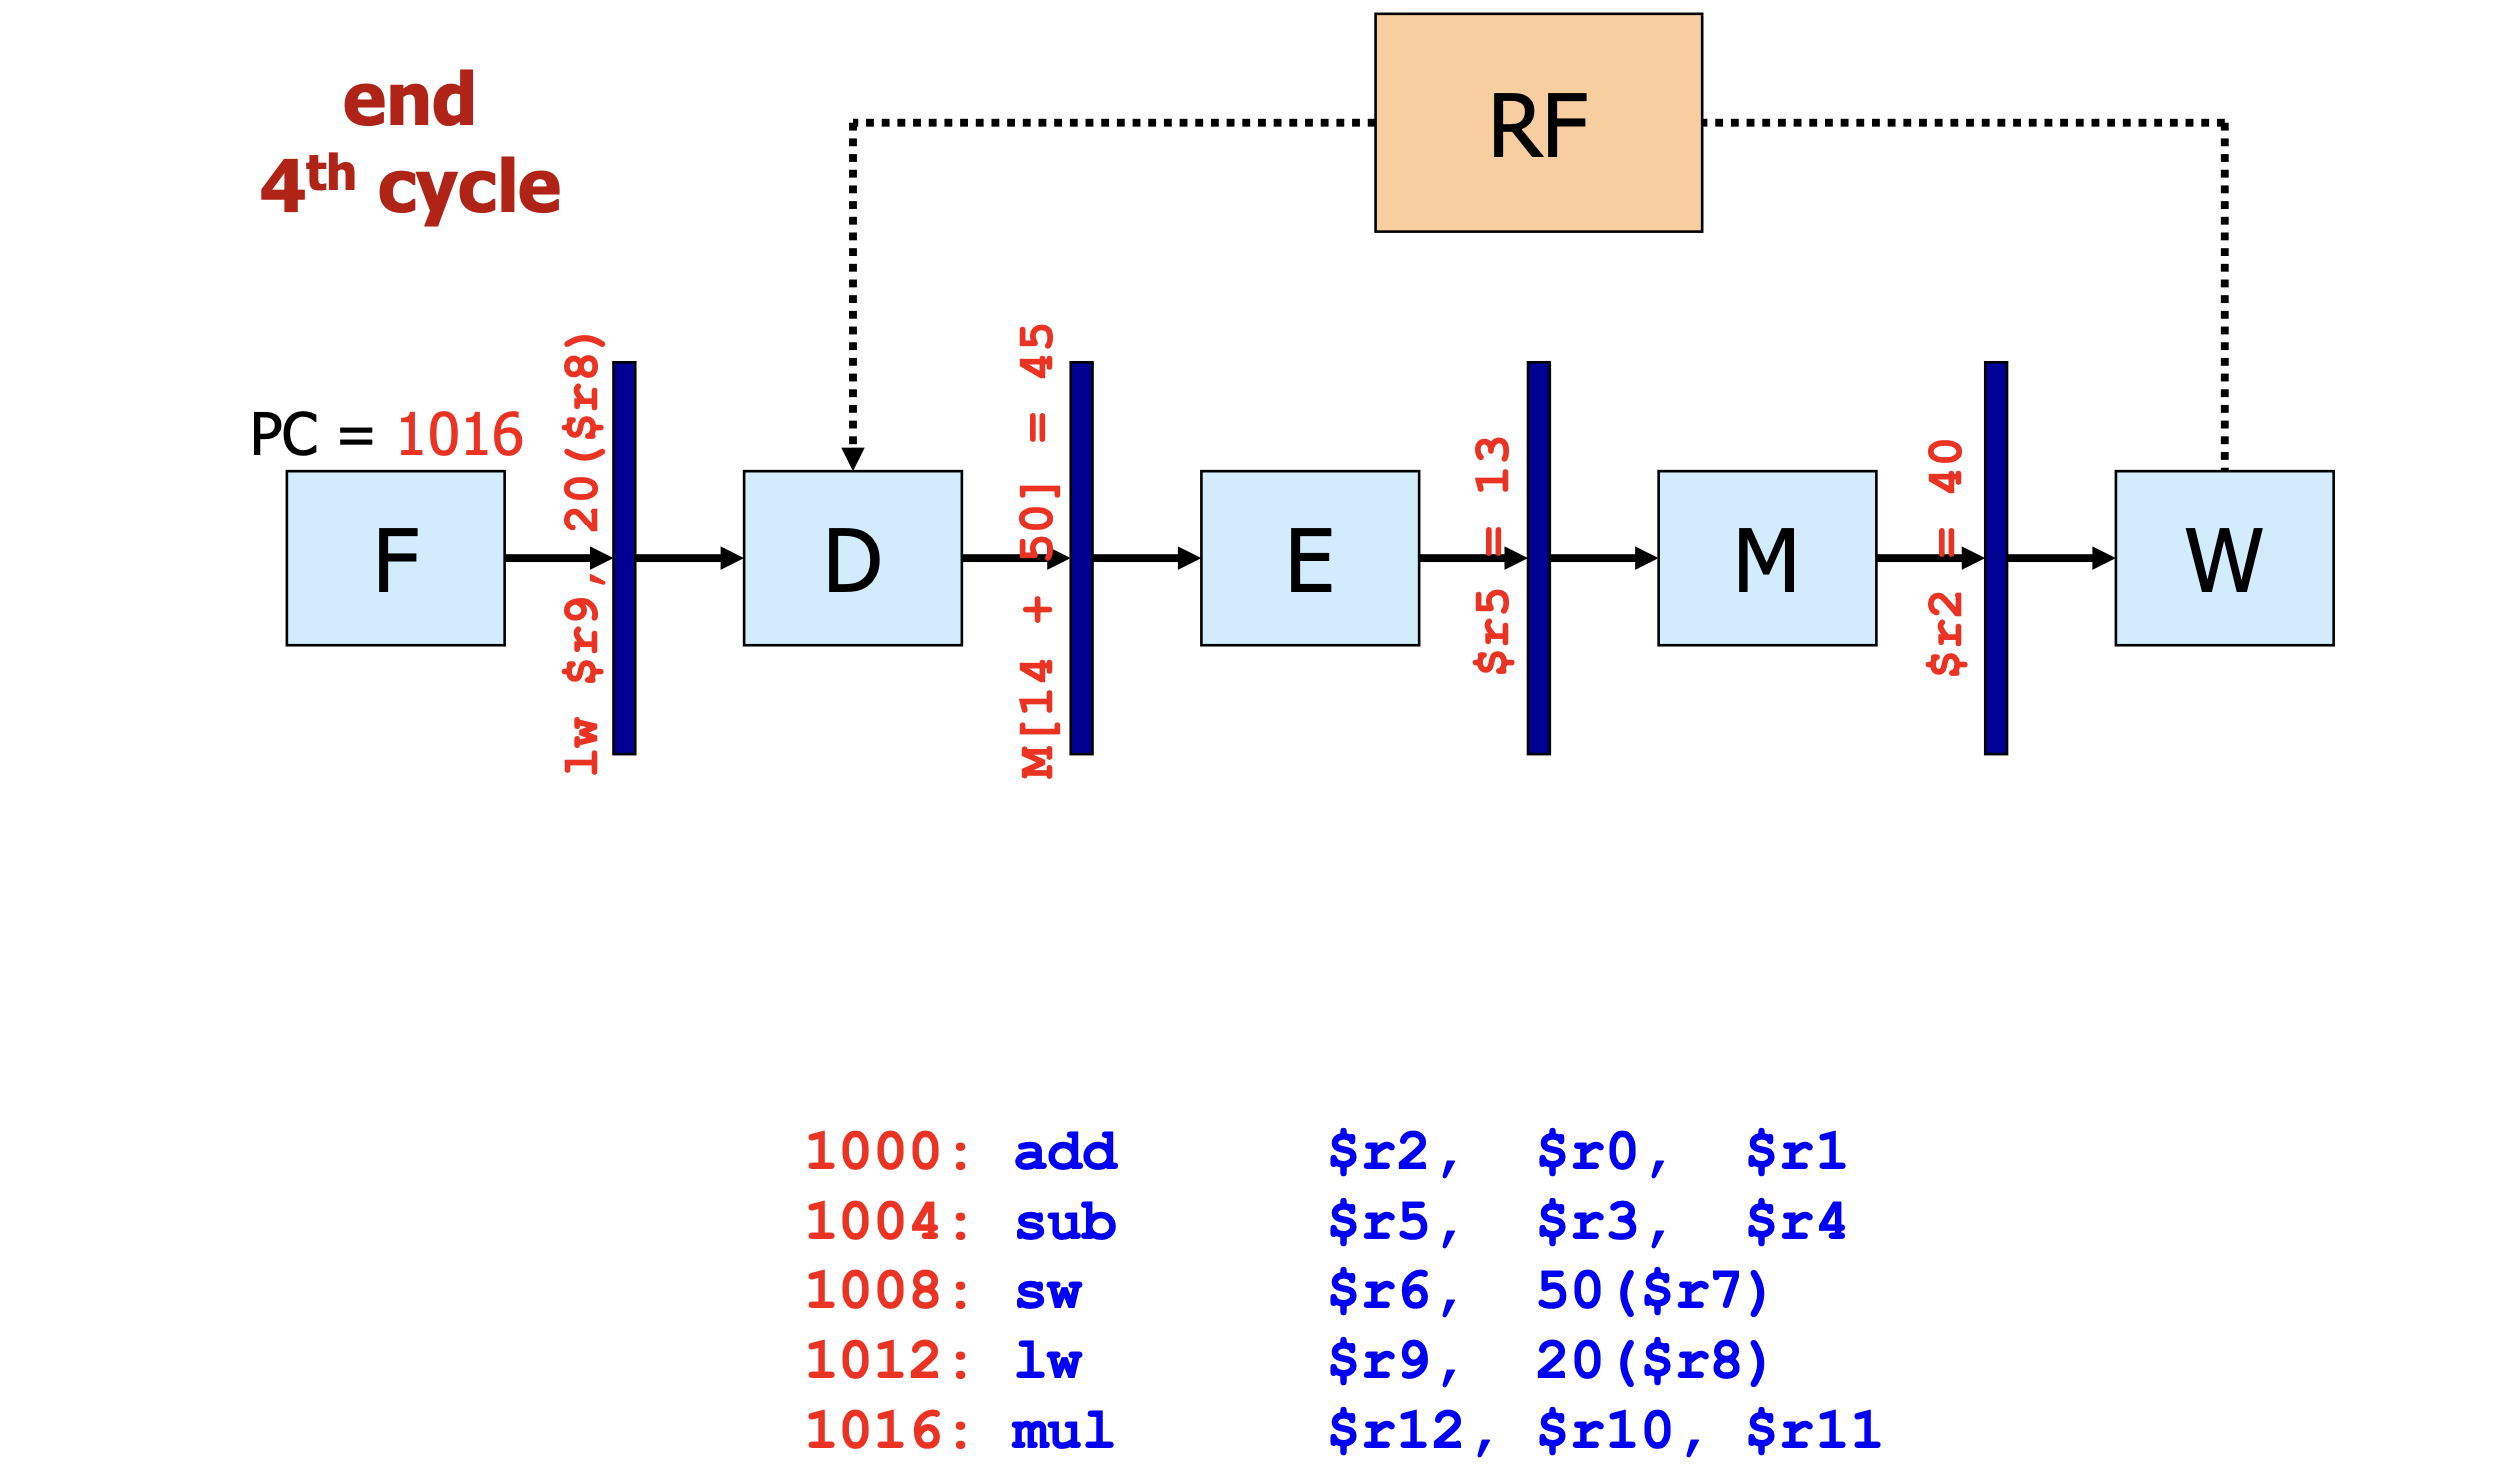 end
4th cycle
RF
PC = 1016
lw $r9, 20($r8)
M[14 + 50] = 45
$r5 = 13
$r2 = 40
F
D
E
M
W
1000: add $r2, $r0, $r1
1004: sub $r5, $r3, $r4
1008: sw $r6, 50($r7)
1012: lw $r9, 20($r8)
1016: mul $r12, $r10, $r11